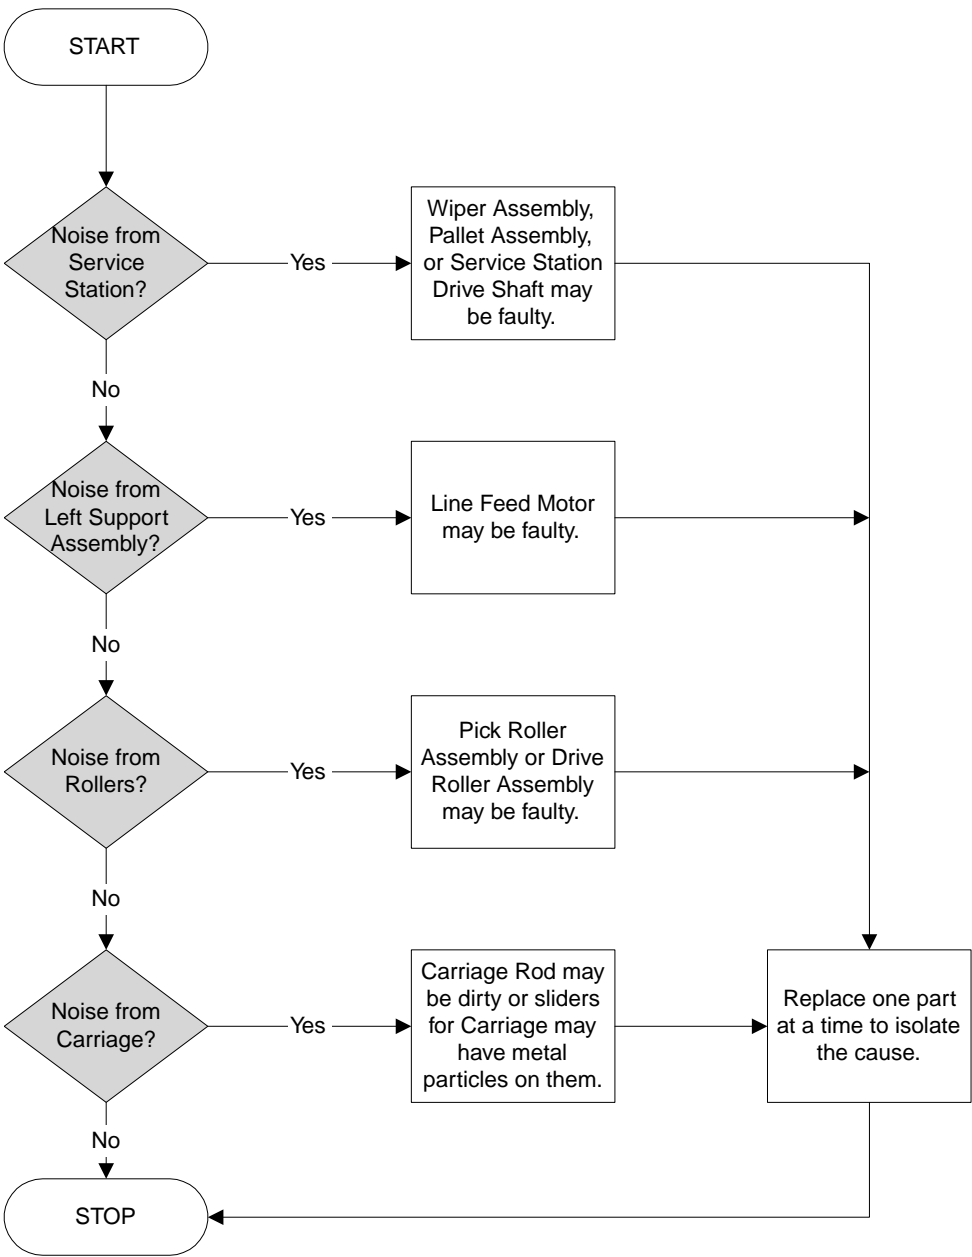 START
Noise from
Service
Station?
Yes
Wiper Assembly,
Pallet Assembly,
or Service Station
Drive Shaft may
be faulty.
No
Noise from
Left Support
Assembly?
Yes
Line Feed Motor
may be faulty.
No
Noise from
Rollers?
Yes
Pick Roller
Assembly or Drive
Roller Assembly
may be faulty.
No
Noise from
Carriage?
Yes
Carriage Rod may
be dirty or sliders
for Carriage may
have metal
particles on them.
Replace one part
at a time to isolate
the cause.
No
STOP